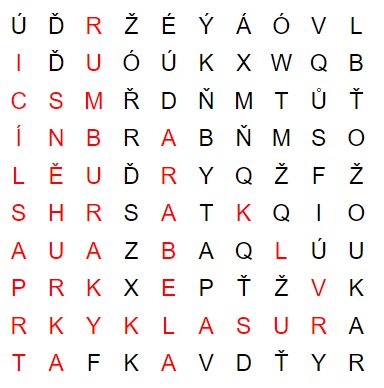 Ú Ď R Ž É Ý Á Ó V L
I Ď U Ó Ú K X W Q B
C S M Ř D Ň M T Ů Ť
Í N B R A B Ň M S O
L Ě U Ď R Y Q Ž F Ž
S H R S A T K Q I O
A U A Z B A Q L Ú U
P R K X E P Ť Ž V K
R K Y K L A S U R A
T A F K A V D Ť Y R